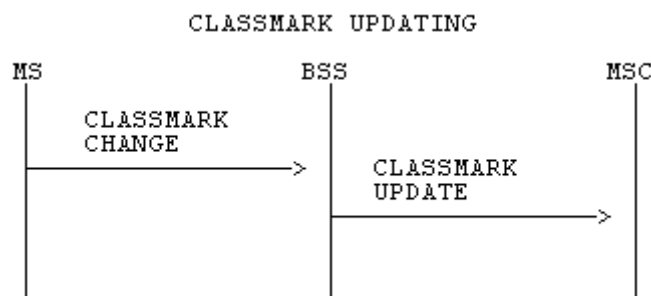 CLASSMARK UPDATING
MS BSS MSC
CLASSMARK
CHANGE
CLASSMARK
UPDATE